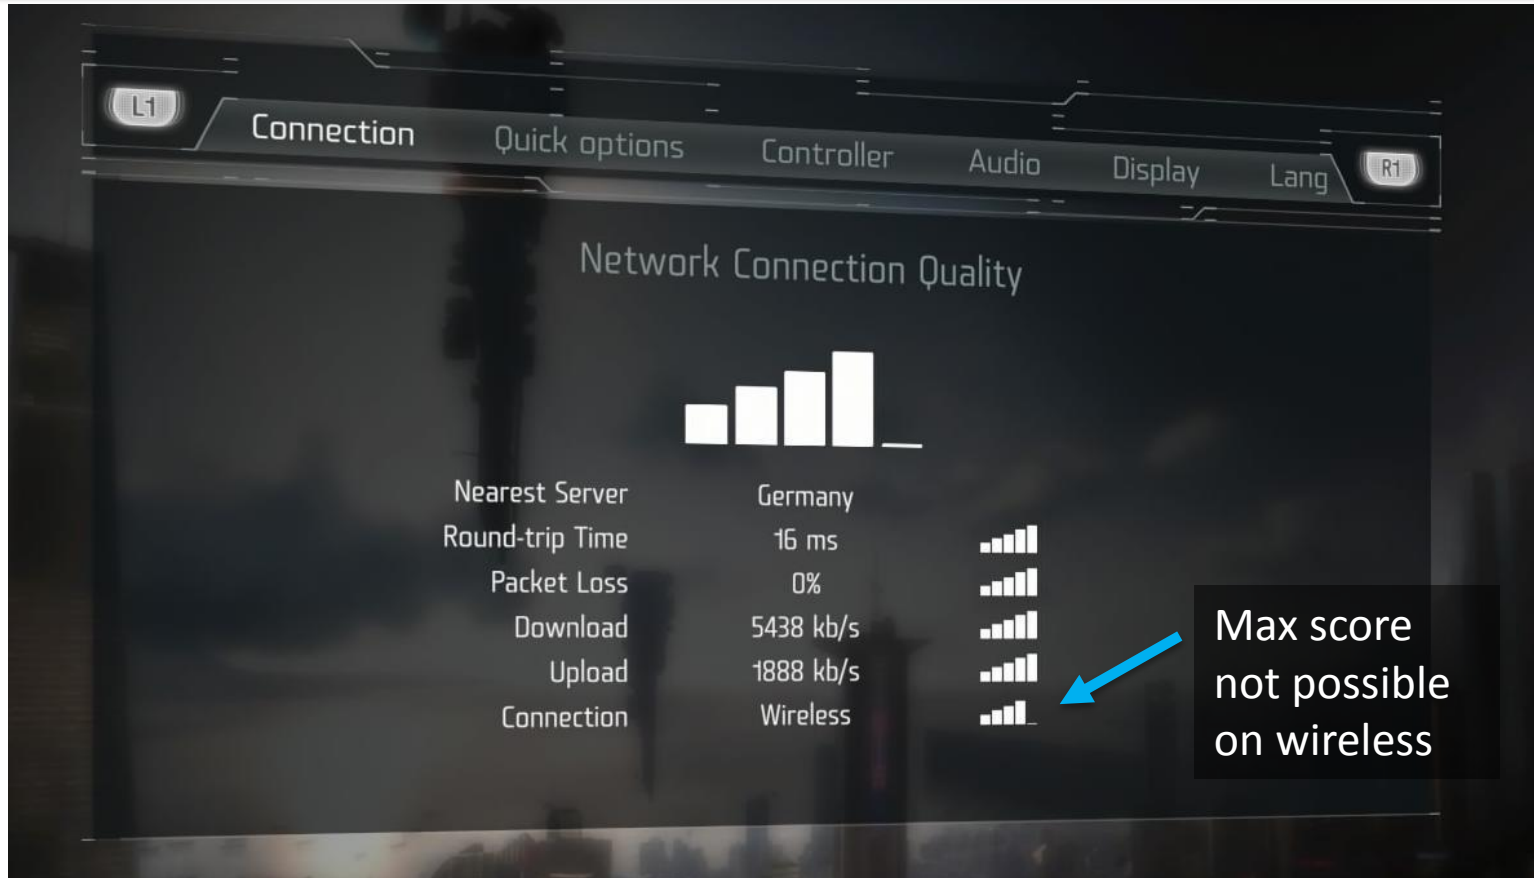 L1
Connection Quick options Controller Audio Display Lang
R1
Network Connection Quality
Nearest Server Germany
Round-trip Time 16 ms
Packet Loss 0%
Download 5438 kb/s
Upload 1888 kb/s
Connection Wireless
Max score
not possible
on wireless